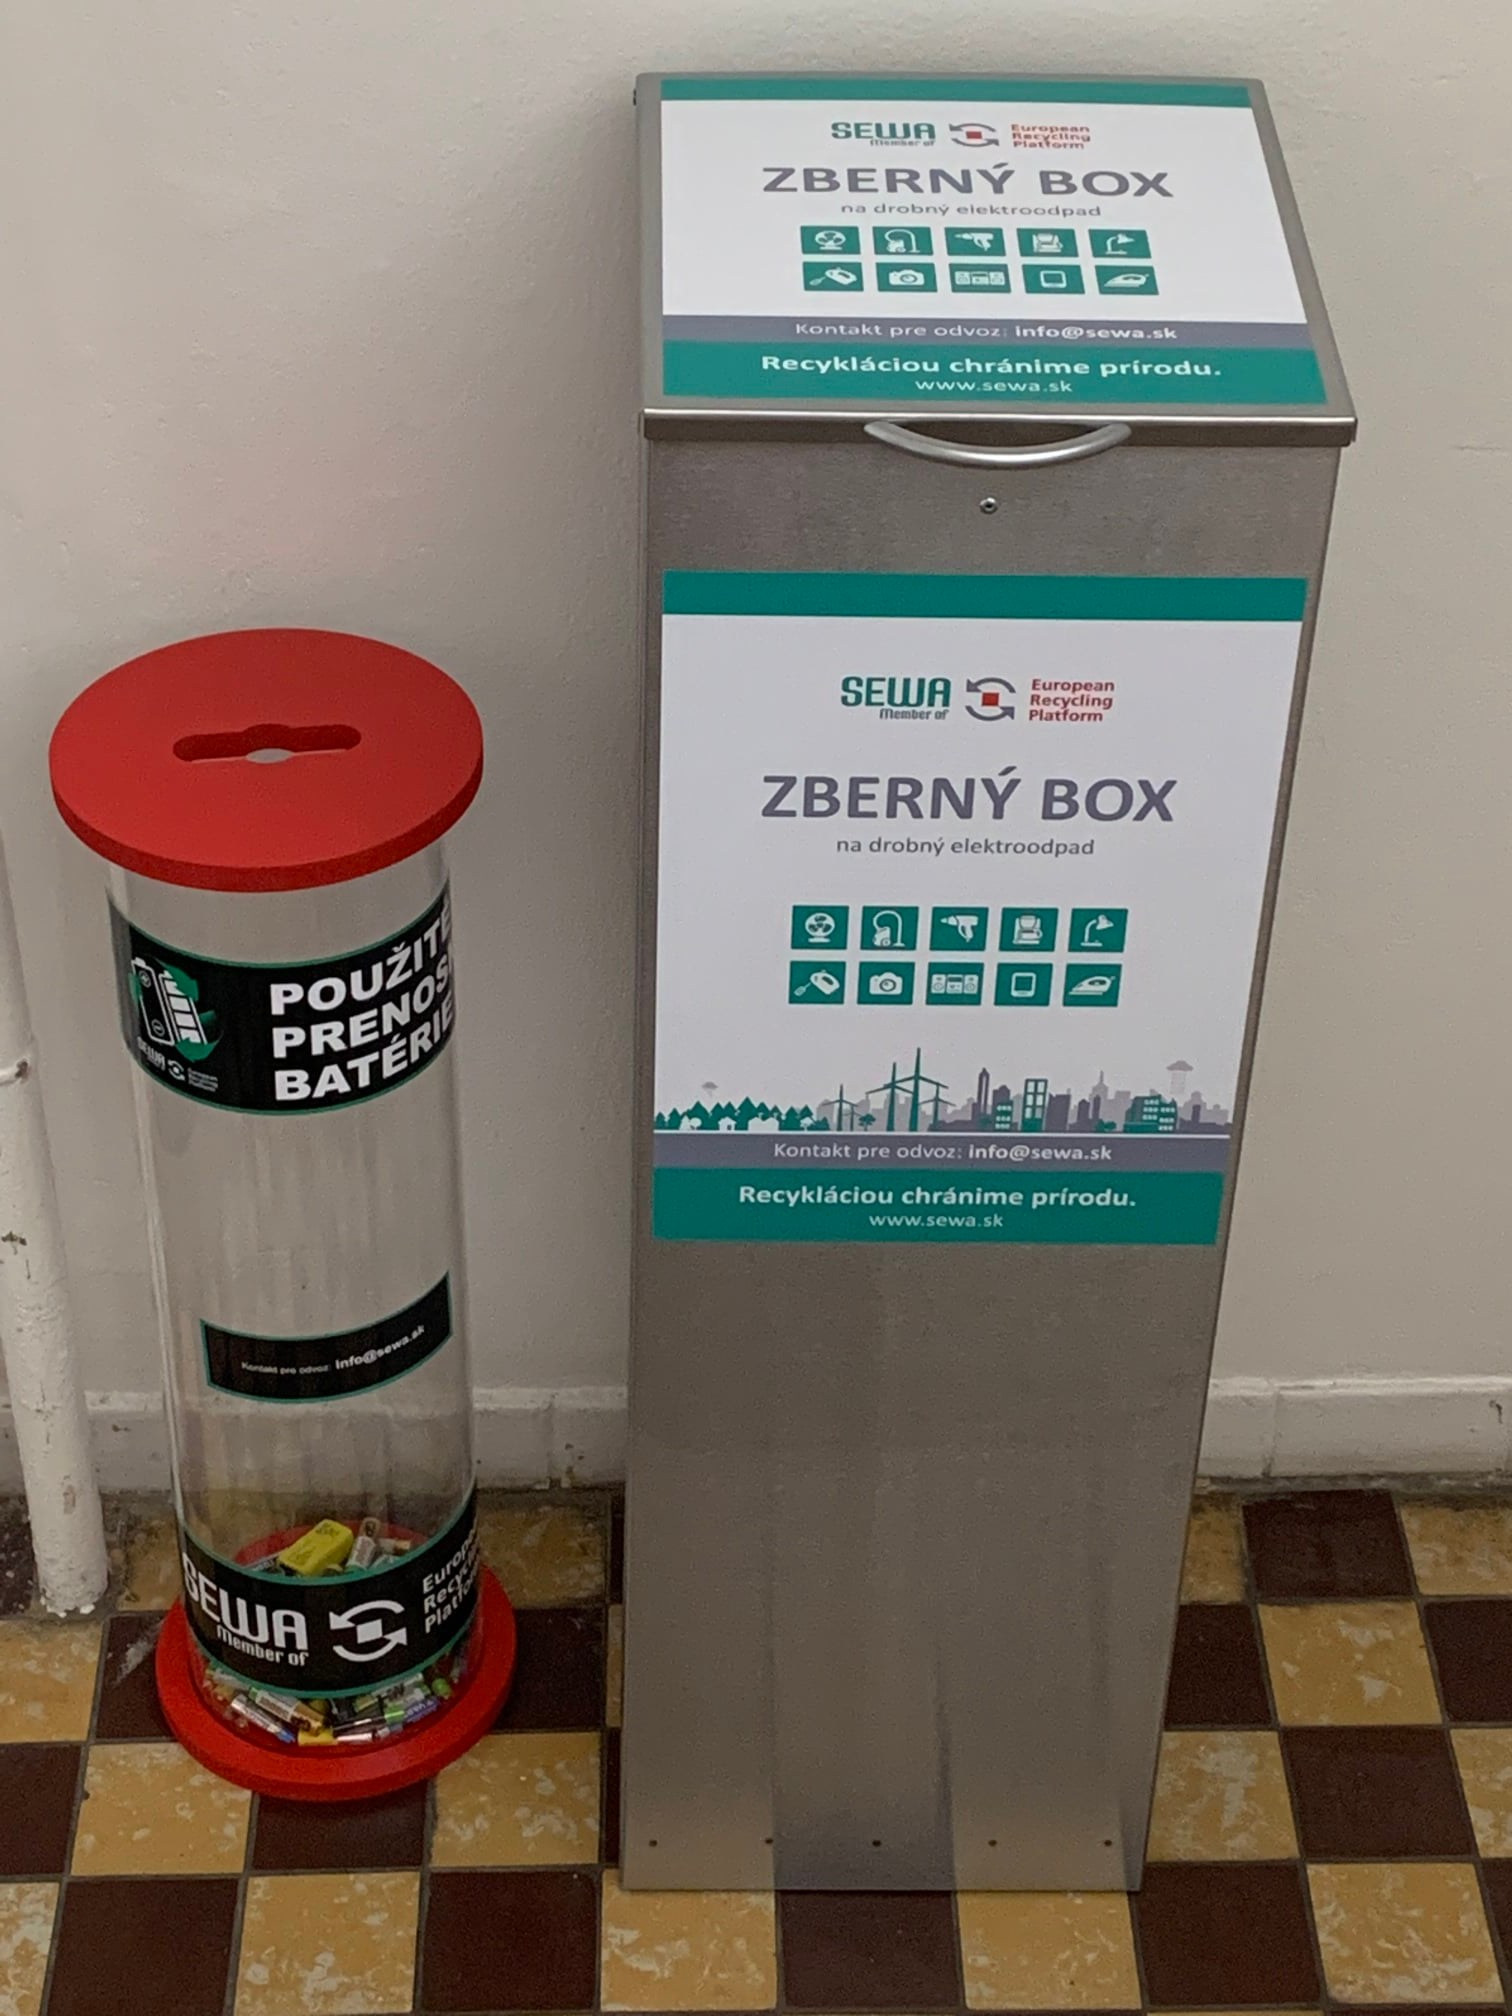 SEWA
Member of
European
Recycling
Platform
ZBERNÝ BOX
na drobný elektroodpad
Kontakt pre odvoz: info@sewa.sk
Recykláciou chránime prírodu.
www.sewa.sk
SEWA
Member of
European
Recycling
Platform
ZBERNÝ BOX
na drobný elektroodpad
Kontakt pre odvoz: info@sewa.sk
Recykláciou chránime prírodu.
www.sewa.sk
POUŽITÉ
PRENOS
BATÉRIE
SEWA
Kontakt pre odvoz: info@sewa.sk
SEWA
Member of